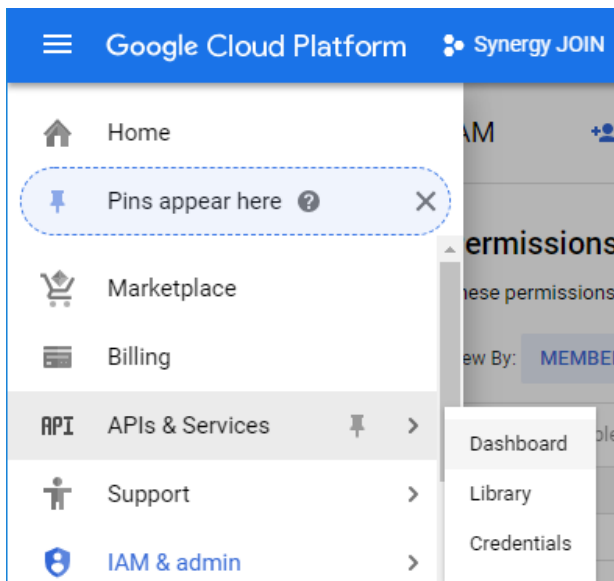 Google Cloud Platform Synergy JOIN
Home
Pins appear here
Marketplace
Billing
API APIs & Services
Support
IAM & admin
Dashboard
Library
Credentials
AM
ermissions
hese permissions
ew By: MEMBE